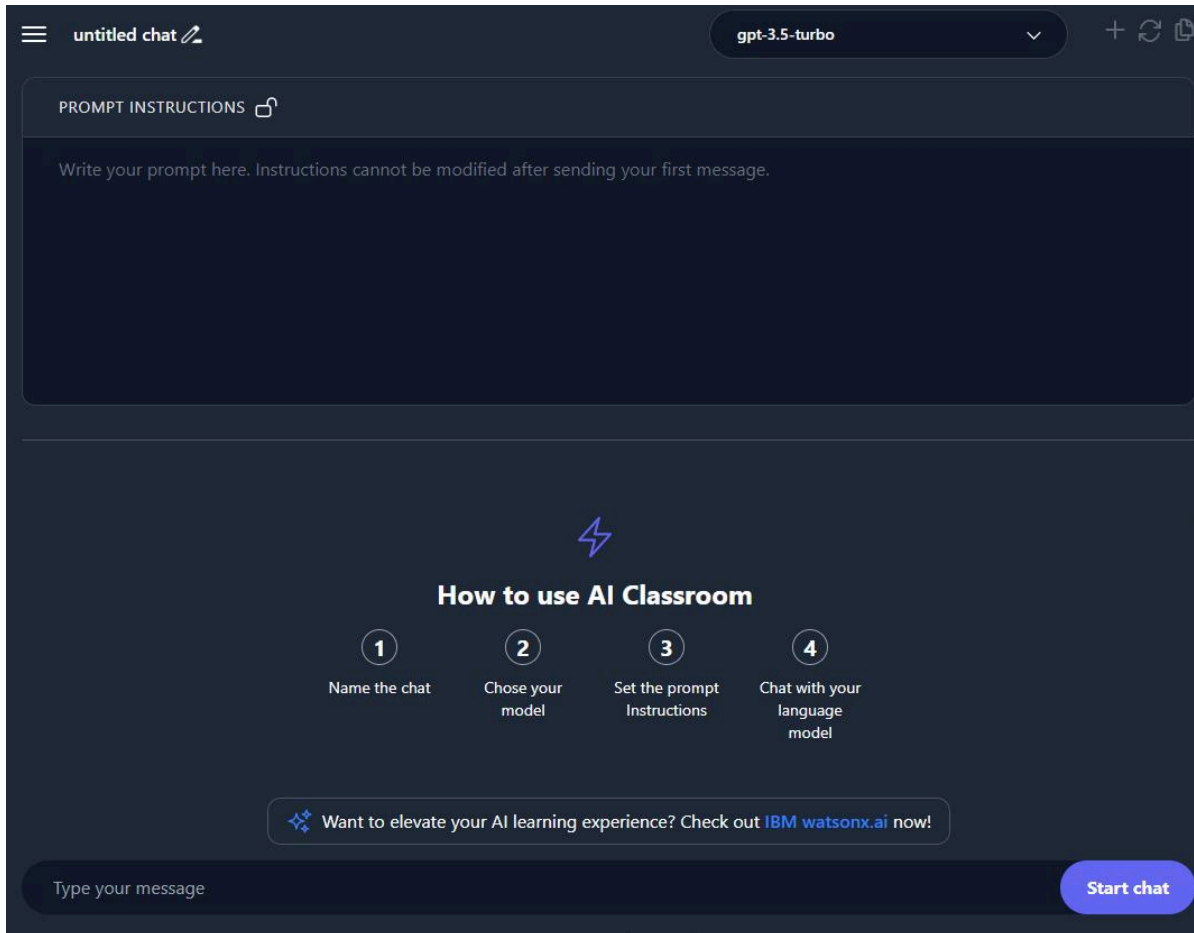 untitled chat
gpt-3.5-turbo
PROMPT INSTRUCTIONS
Write your prompt here. Instructions cannot be modified after sending your first message.
How to use AI Classroom
1
Name the chat
2
Chose your
model
3
Set the prompt
Instructions
4
Chat with your
language
model
Want to elevate your AI learning experience? Check out IBM watsonx.ai now!
Type your message
Start chat